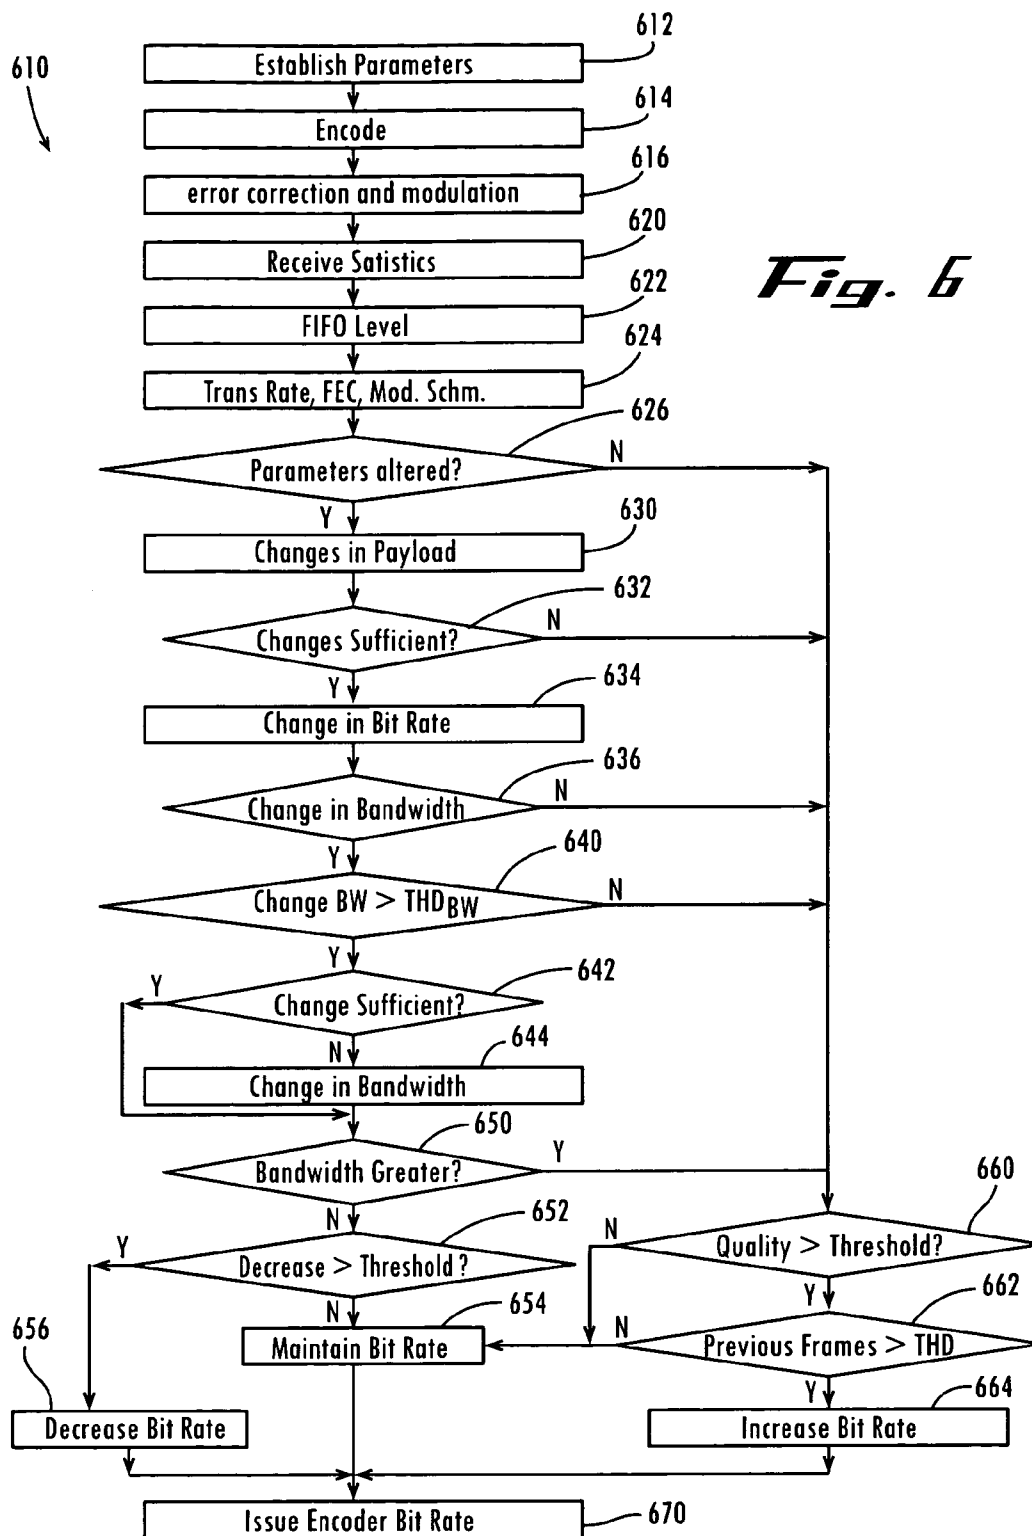 612
Establish Parameters
610
614
Encode
616
error correction and modulation
620
Receive Satistics
Fig. 6
622
FIFO Level
624
Trans Rate, FEC, Mod. Schm.
626
Parameters altered?
N
Y
630
Changes in Payload
632
Changes Sufficient?
N
Y
634
Change in Bit Rate
636
Change in Bandwidth
N
Y
640
Change BW > THDBW
N
Y
642
Y
Change Sufficient?
N
644
Change in Bandwidth
650
Bandwidth Greater?
Y
N
652
660
Y
Decrease > Threshold?
N
Quality > Threshold?
N
654
Y
662
656
Maintain Bit Rate
N
Previous Frames > THD
Y
664
Decrease Bit Rate
Increase Bit Rate
Issue Encoder Bit Rate
670